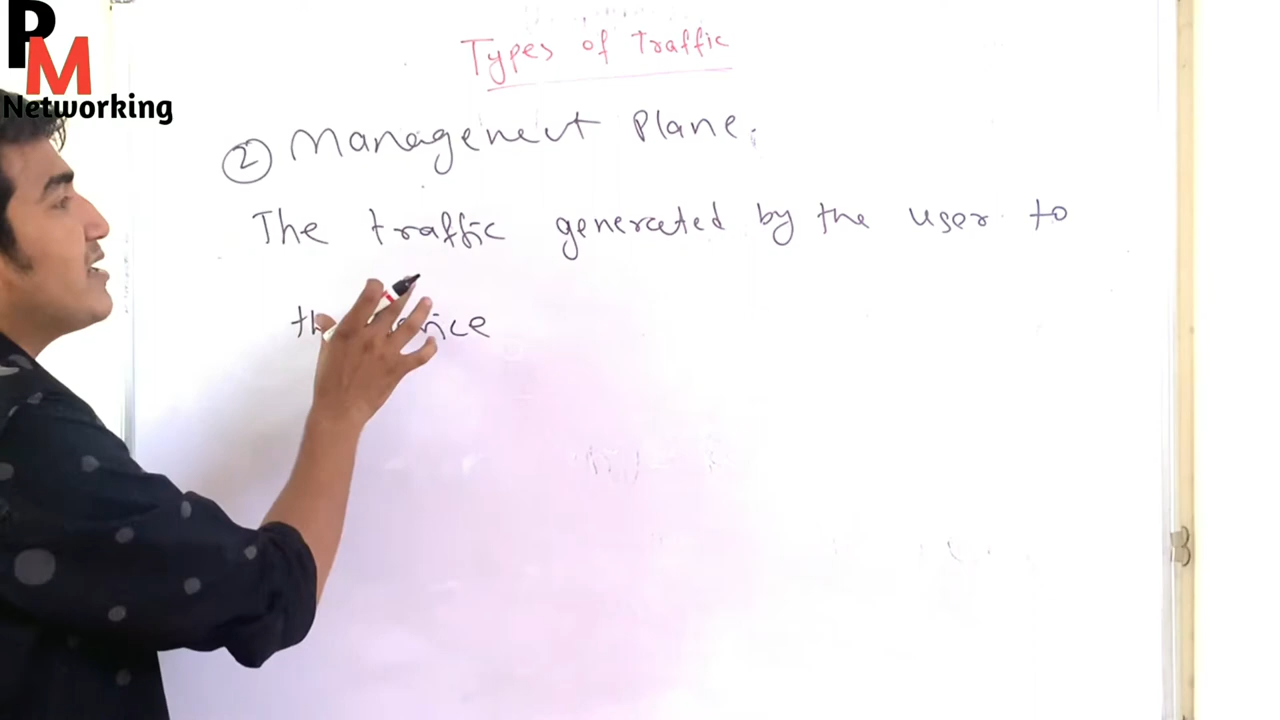 PM
Networking
Types of Traffic
② Management Plane.
The traffic generated by the user to